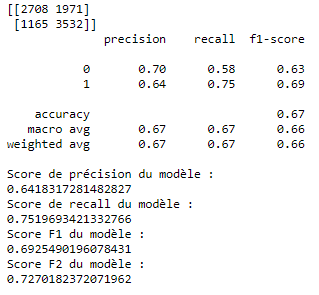 [[2708 1971]
[1165 3532]]
precision recall f1-score
0 0.70 0.58 0.63
1 0.64 0.75 0.69
accuracy 0.67
macro avg 0.67 0.67 0.66
weighted avg 0.67 0.67 0.66
Score de précision du modèle :
0.6418317281482827
Score de recall du modèle :
0.7519693421332766
Score F1 du modèle :
0.6925490196078431
Score F2 du modèle :
0.7270182372071962